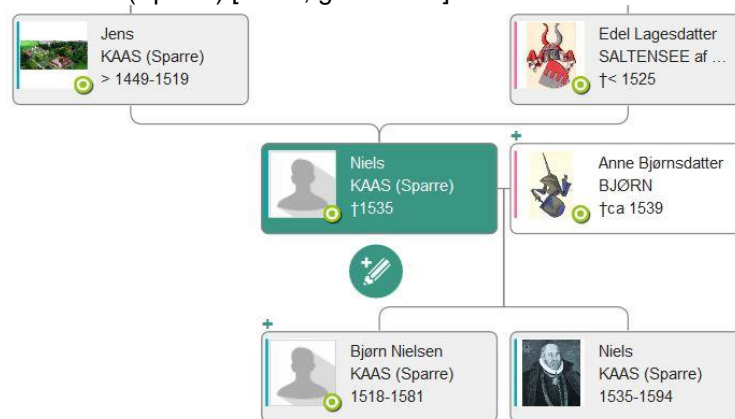 Jens
KAAS (Sparre)
> 1449-1519
Edel Lagesdatter
SALTENSEE af …
†< 1525
Niels
KAAS (Sparre)
†1535
Anne Bjørnsdatter
BJØRN
†ca 1539
Bjørn Nielsen
KAAS (Sparre)
1518-1581
Niels
KAAS (Sparre)
1535-1594